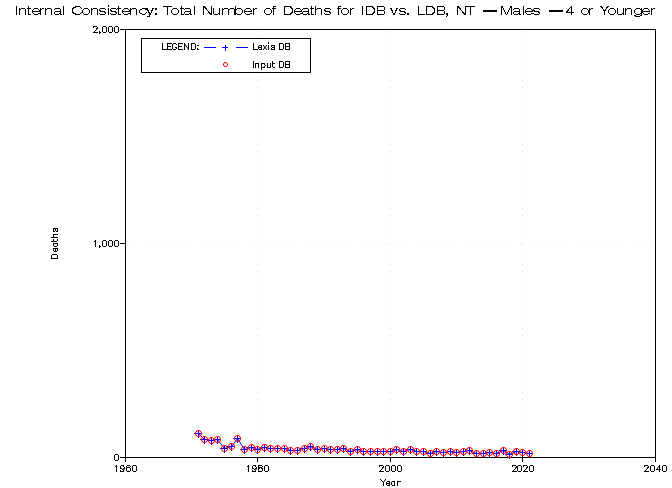 Internal Consistency: Total Number of Deaths for IDB vs. LDB, NT — Males — 4 or Younger
2,000
LEGEND: Lexis DB
Input DB
Deaths
1,000
0
1960 1980 2000 2020 2040
Year